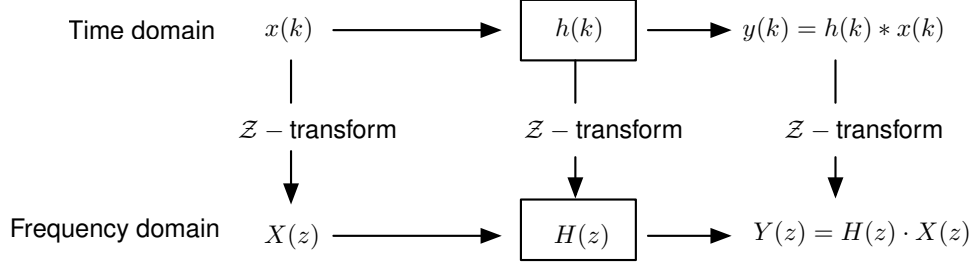 Time domain x(k) h(k) y(k) = h(k) ∗ x(k)
𝒵 − transform 𝒵 − transform 𝒵 − transform
Frequency domain X(z) H(z) Y(z) = H(z) · X(z)